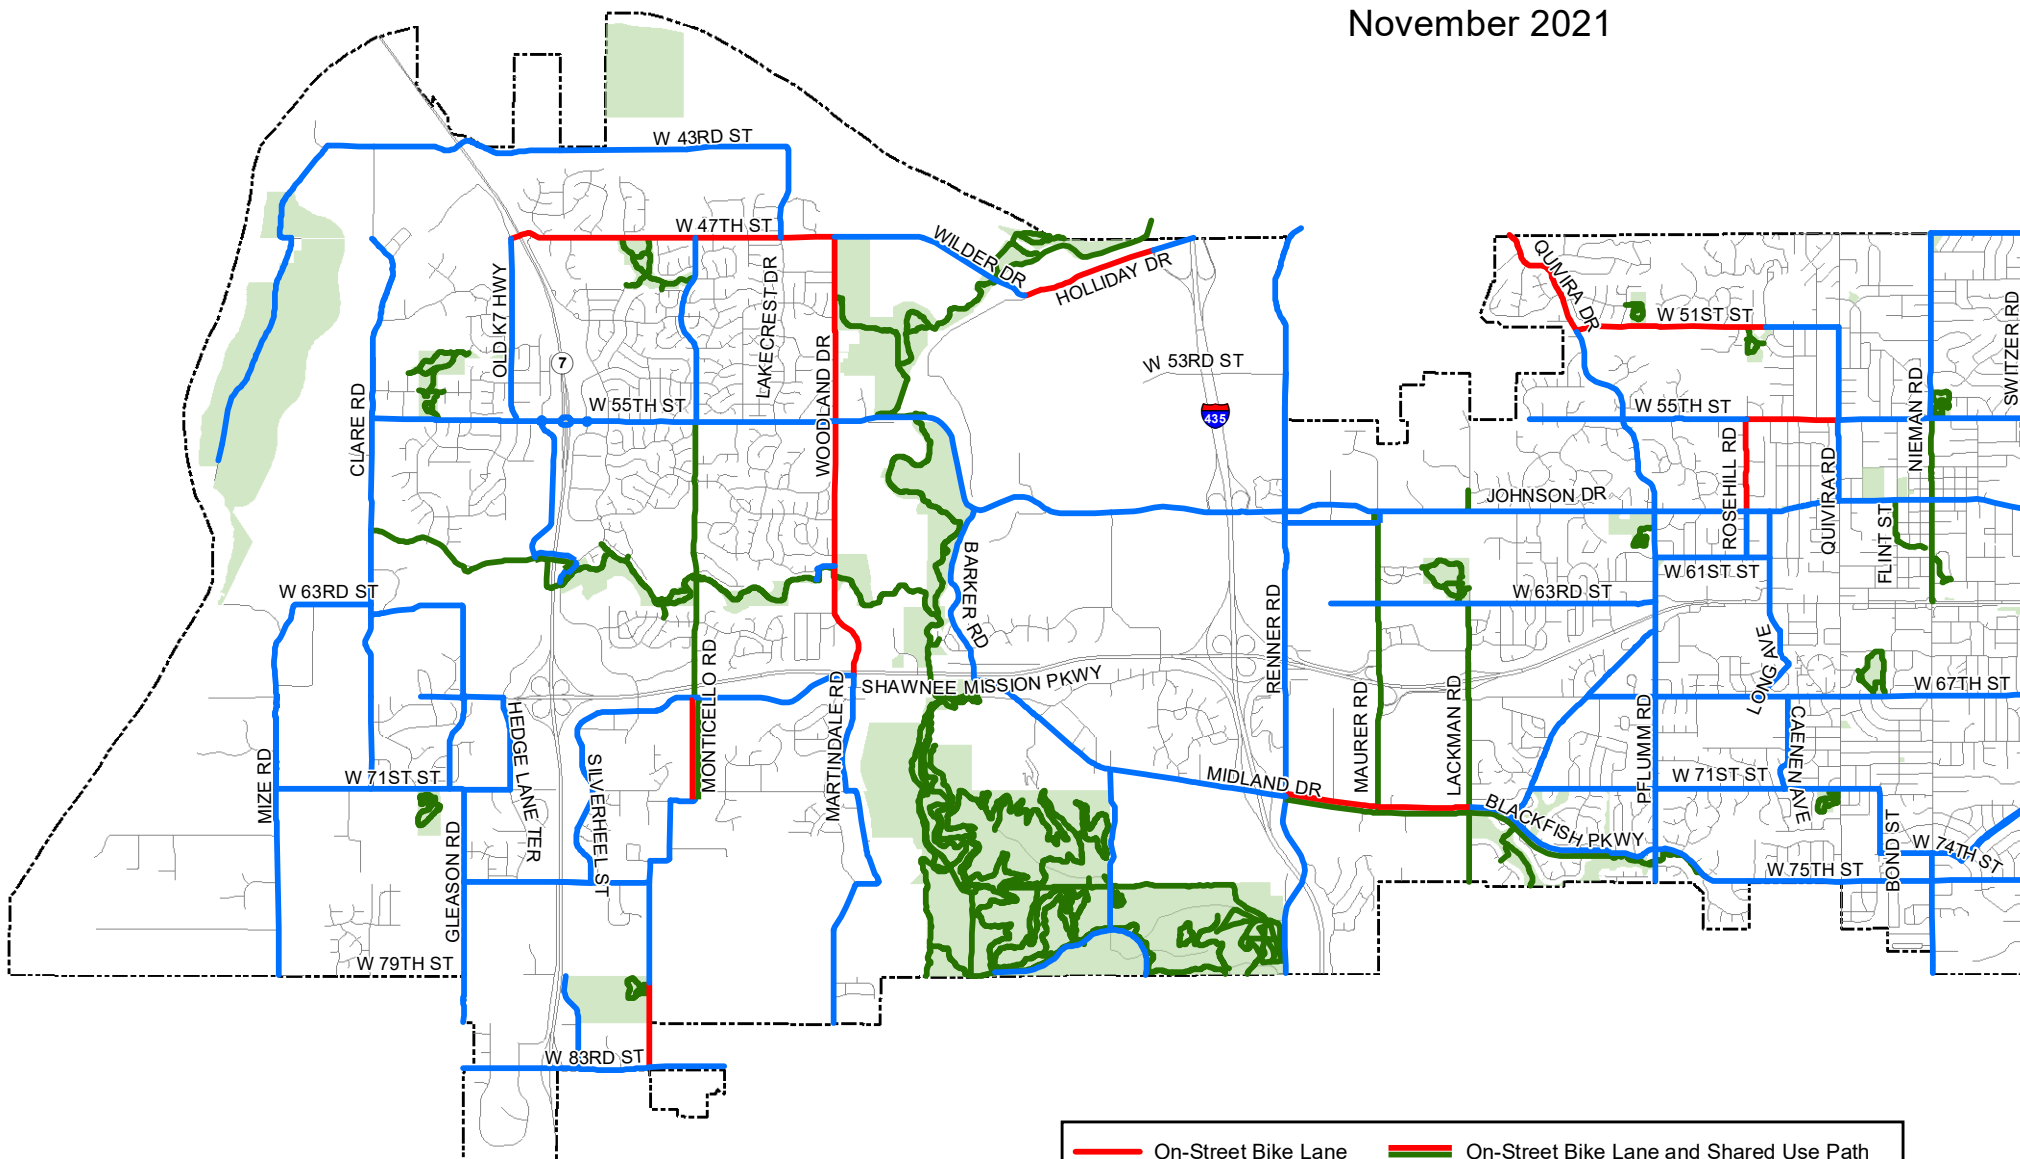 November 2021
W 43RD ST
W 47TH ST
WILDER DR
HOLLIDAY DR
QUIVIRA DR
W 51ST ST
OLD K7 HWY
LAKECREST DR
WOODLAND DR
7
W 53RD ST
435
SWITZER RD
NIEMAN RD
W 55TH ST
W 55TH ST
CLARE RD
ROSEHILL RD
QUIVIRA RD
JOHNSON DR
FLINT ST
BARKER RD
W 61ST ST
W 63RD ST
W 63RD ST
RENNER RD
LONG AVE
MONTICELLO RD
SHAWNEE MISSION PKWY
MARTINDALE RD
MAURER RD
LACKMAN RD
PFLUMM RD
W 67TH ST
CAENEN AVE
HEDGE LANE TER
SILVERHEEL ST
MIZE RD
W 71ST ST
W 71ST ST
MIDLAND DR
BLACKFISH PKWY
BOND ST
W 74TH ST
W 75TH ST
GLEASON RD
W 79TH ST
W 83RD ST
On-Street Bike Lane
On-Street Bike Lane and Shared Use Path